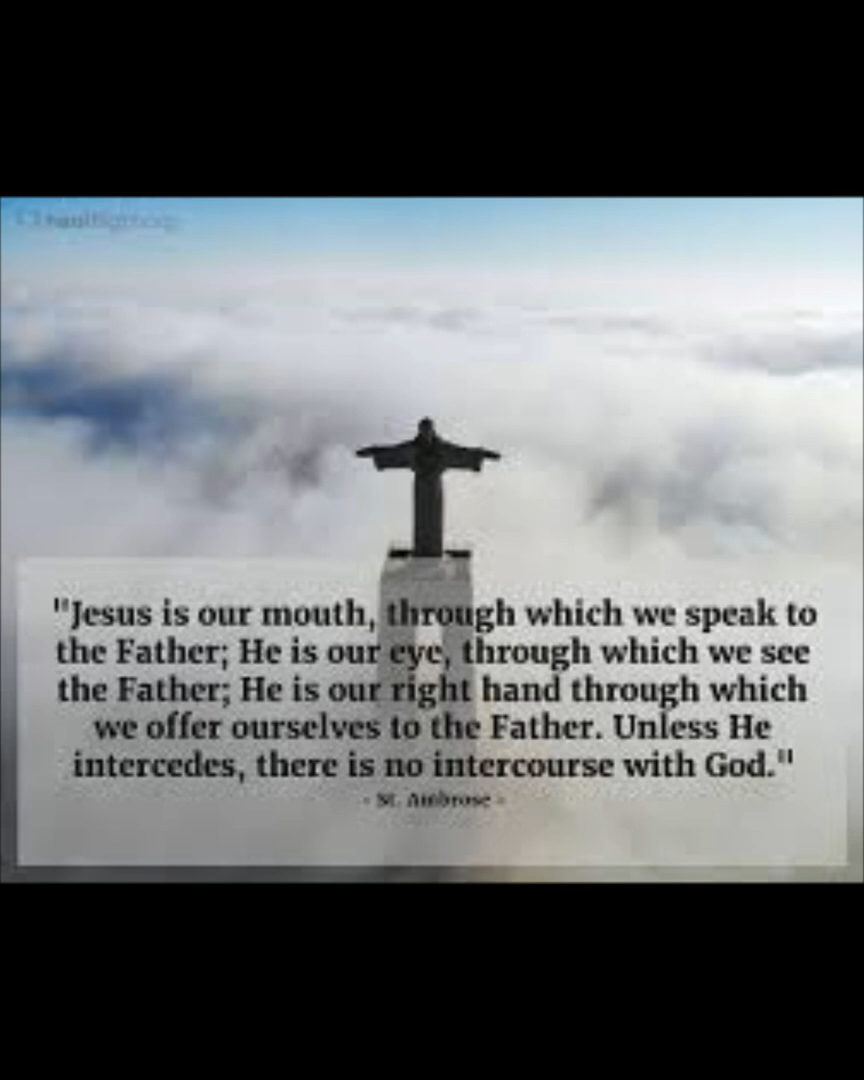 "Jesus is our mouth, through which we speak to
the Father; He is our eye, through which we see
the Father; He is our right hand through which
we offer ourselves to the Father. Unless He
intercedes, there is no intercourse with God."
- St. Ambrose -